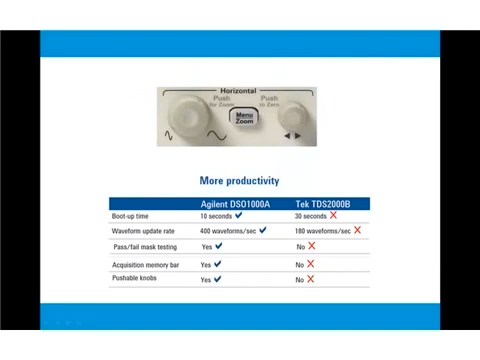 Horizontal
Push for Zoom
Menu Zoom
Push to Zero
More productivity
Agilent DSO1000A Tek TDS2000B
Boot-up time 10 seconds 30 seconds
Waveform update rate 400 waveforms/sec 180 waveforms/sec
Pass/fail mask testing Yes No
Acquisition memory bar Yes No
Pushable knobs Yes No